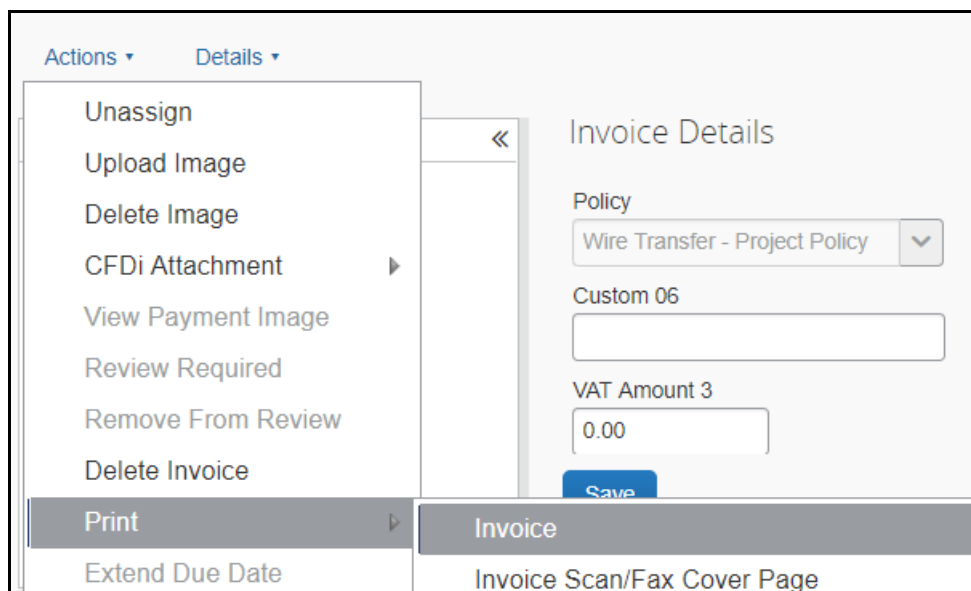 Actions Details
Unassign
Upload Image
Delete Image
CFDi Attachment
View Payment Image
Review Required
Remove From Review
Delete Invoice
Print
Extend Due Date
Invoice
Invoice Scan/Fax Cover Page
Invoice Details
Policy
Wire Transfer - Project Policy
Custom 06
VAT Amount 3
0.00
Save